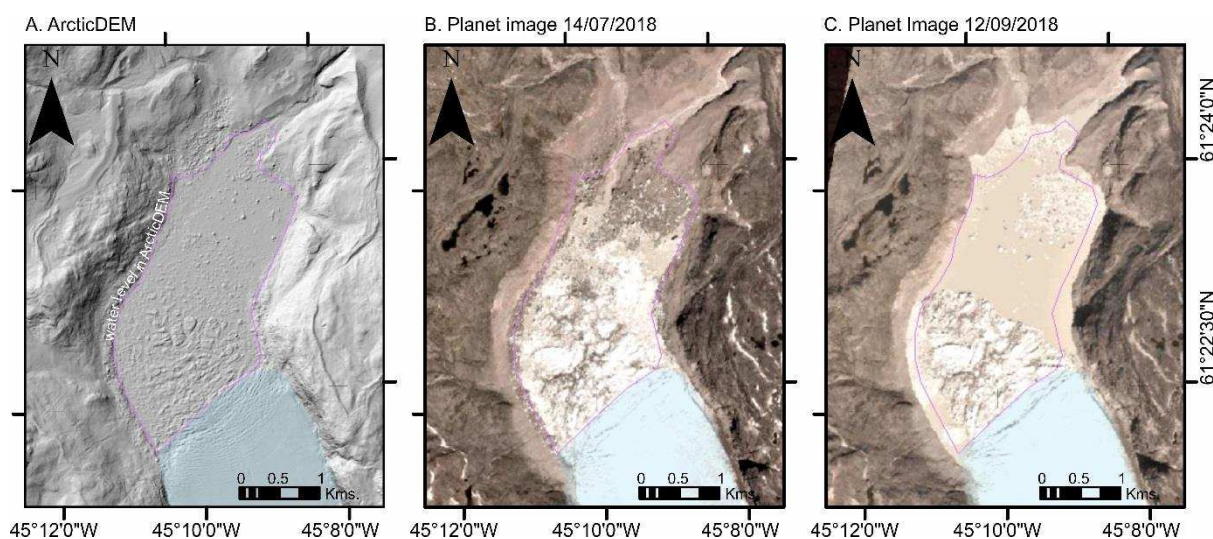 A. ArcticDEM
B. Planet image 14/07/2018
C. Planet Image 12/09/2018
N
N
N
water level in ArcticDEM
61°24'0"N
61°22'30"N
0 0.5 1
Kms.
0 0.5 1
Kms.
0 0.5 1
Kms.
45°12'0"W 45°10'0"W 45°8'0"W
45°12'0"W 45°10'0"W 45°8'0"W
45°12'0"W 45°10'0"W 45°8'0"W